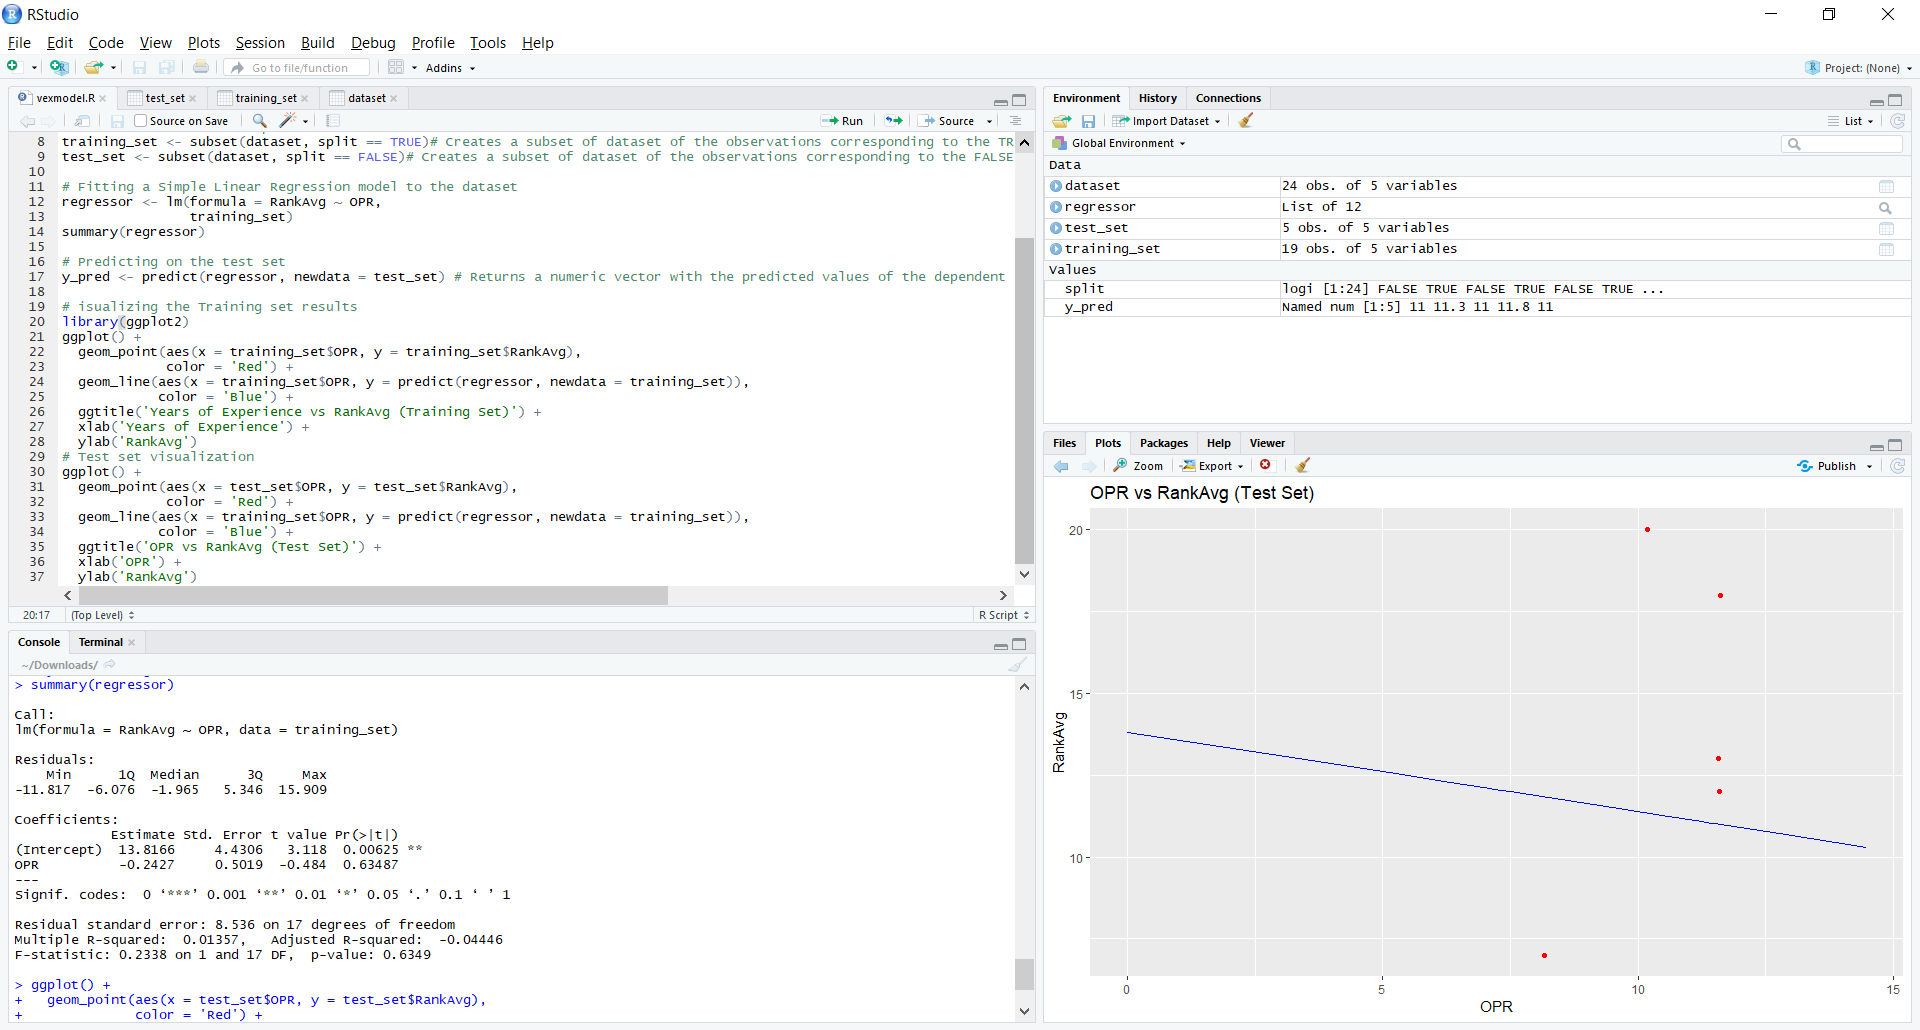 RStudio
File Edit Code View Plots Session Build Debug Profile Tools Help
Go to file/function Addins Project: (None)
vexmodel.R test_set training_set dataset
Source on Save Run Source
8 training_set <- subset(dataset, split == TRUE)# Creates a subset of dataset of the observations corresponding to the TR
9 test_set <- subset(dataset, split == FALSE)# Creates a subset of dataset of the observations corresponding to the FALSE
10
11 # Fitting a Simple Linear Regression model to the dataset
12 regressor <- lm(formula = RankAvg ~ OPR,
13 training_set)
14 summary(regressor)
15
16 # Predicting on the test set
17 y_pred <- predict(regressor, newdata = test_set) # Returns a numeric vector with the predicted values of the dependent
18
19 # isualizing the Training set results
20 library(ggplot2)
21 ggplot() +
22 geom_point(aes(x = training_set$OPR, y = training_set$RankAvg),
23 color = 'Red') +
24 geom_line(aes(x = training_set$OPR, y = predict(regressor, newdata = training_set)),
25 color = 'Blue') +
26 ggtitle('Years of Experience vs RankAvg (Training Set)') +
27 xlab('Years of Experience') +
28 ylab('RankAvg')
29 # Test set visualization
30 ggplot() +
31 geom_point(aes(x = test_set$OPR, y = test_set$RankAvg),
32 color = 'Red') +
33 geom_line(aes(x = training_set$OPR, y = predict(regressor, newdata = training_set)),
34 color = 'Blue') +
35 ggtitle('OPR vs RankAvg (Test Set)') +
36 xlab('OPR') +
37 ylab('RankAvg')
20:17 (Top Level) R Script
Console Terminal
~/Downloads/
> summary(regressor)
Call:
lm(formula = RankAvg ~ OPR, data = training_set)
Residuals:
Min 1Q Median 3Q Max
-11.817 -6.076 -1.965 5.346 15.909
Coefficients:
Estimate Std. Error t value Pr(>|t|)
(Intercept) 13.8166 4.4306 3.118 0.00625 **
OPR -0.2427 0.5019 -0.484 0.63487
---
Signif. codes: 0 ‘***’ 0.001 ‘**’ 0.01 ‘*’ 0.05 ‘.’ 0.1 ‘ ’ 1
Residual standard error: 8.536 on 17 degrees of freedom
Multiple R-squared: 0.01357, Adjusted R-squared: -0.04446
F-statistic: 0.2338 on 1 and 17 DF, p-value: 0.6349
> ggplot() +
+ geom_point(aes(x = test_set$OPR, y = test_set$RankAvg),
+ color = 'Red') +
Environment History Connections
Import Dataset List
Global Environment
Data
dataset 24 obs. of 5 variables
regressor List of 12
test_set 5 obs. of 5 variables
training_set 19 obs. of 5 variables
Values
split logi [1:24] FALSE TRUE FALSE TRUE FALSE TRUE ...
y_pred Named num [1:5] 11 11.3 11 11.8 11
Files Plots Packages Help Viewer
Zoom Export Publish
OPR vs RankAvg (Test Set)
20
15
10
RankAvg
0 5 10 15
OPR